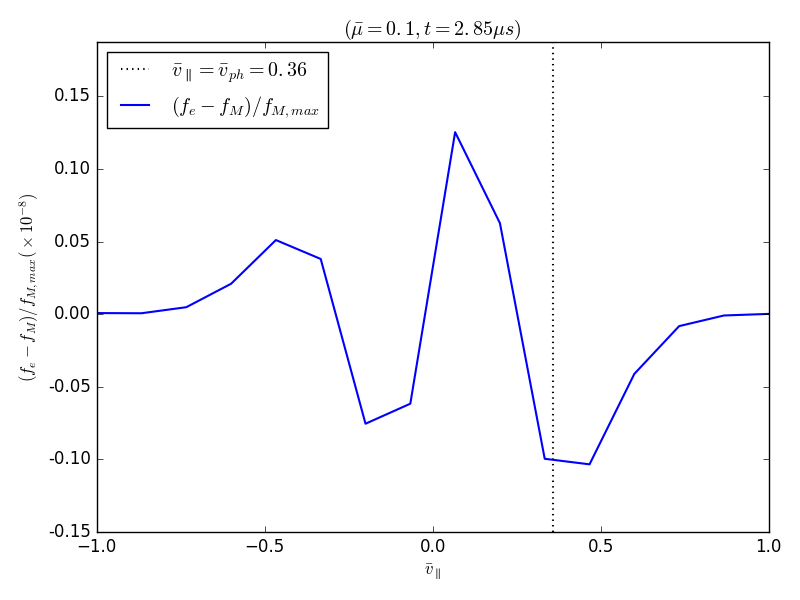 (μ̄ = 0.1, t = 2.85μs)
v̄∥ = v̄ph = 0.36
(fe − fM)/fM,max
(fe − fM)/fM,max(×10⁻⁸)
0.15
0.10
0.05
0.00
-0.05
-0.10
-0.15
−1.0 −0.5 0.0 0.5 1.0
v̄∥